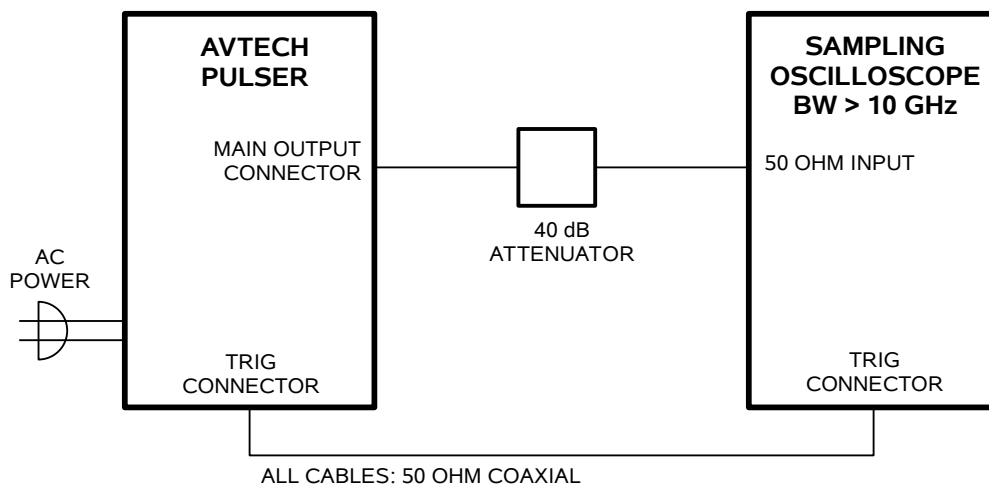 AVTECH
PULSER
SAMPLING
OSCILLOSCOPE
BW > 10 GHz
MAIN OUTPUT
CONNECTOR
50 OHM INPUT
40 dB
ATTENUATOR
AC
POWER
TRIG
CONNECTOR
TRIG
CONNECTOR
ALL CABLES: 50 OHM COAXIAL